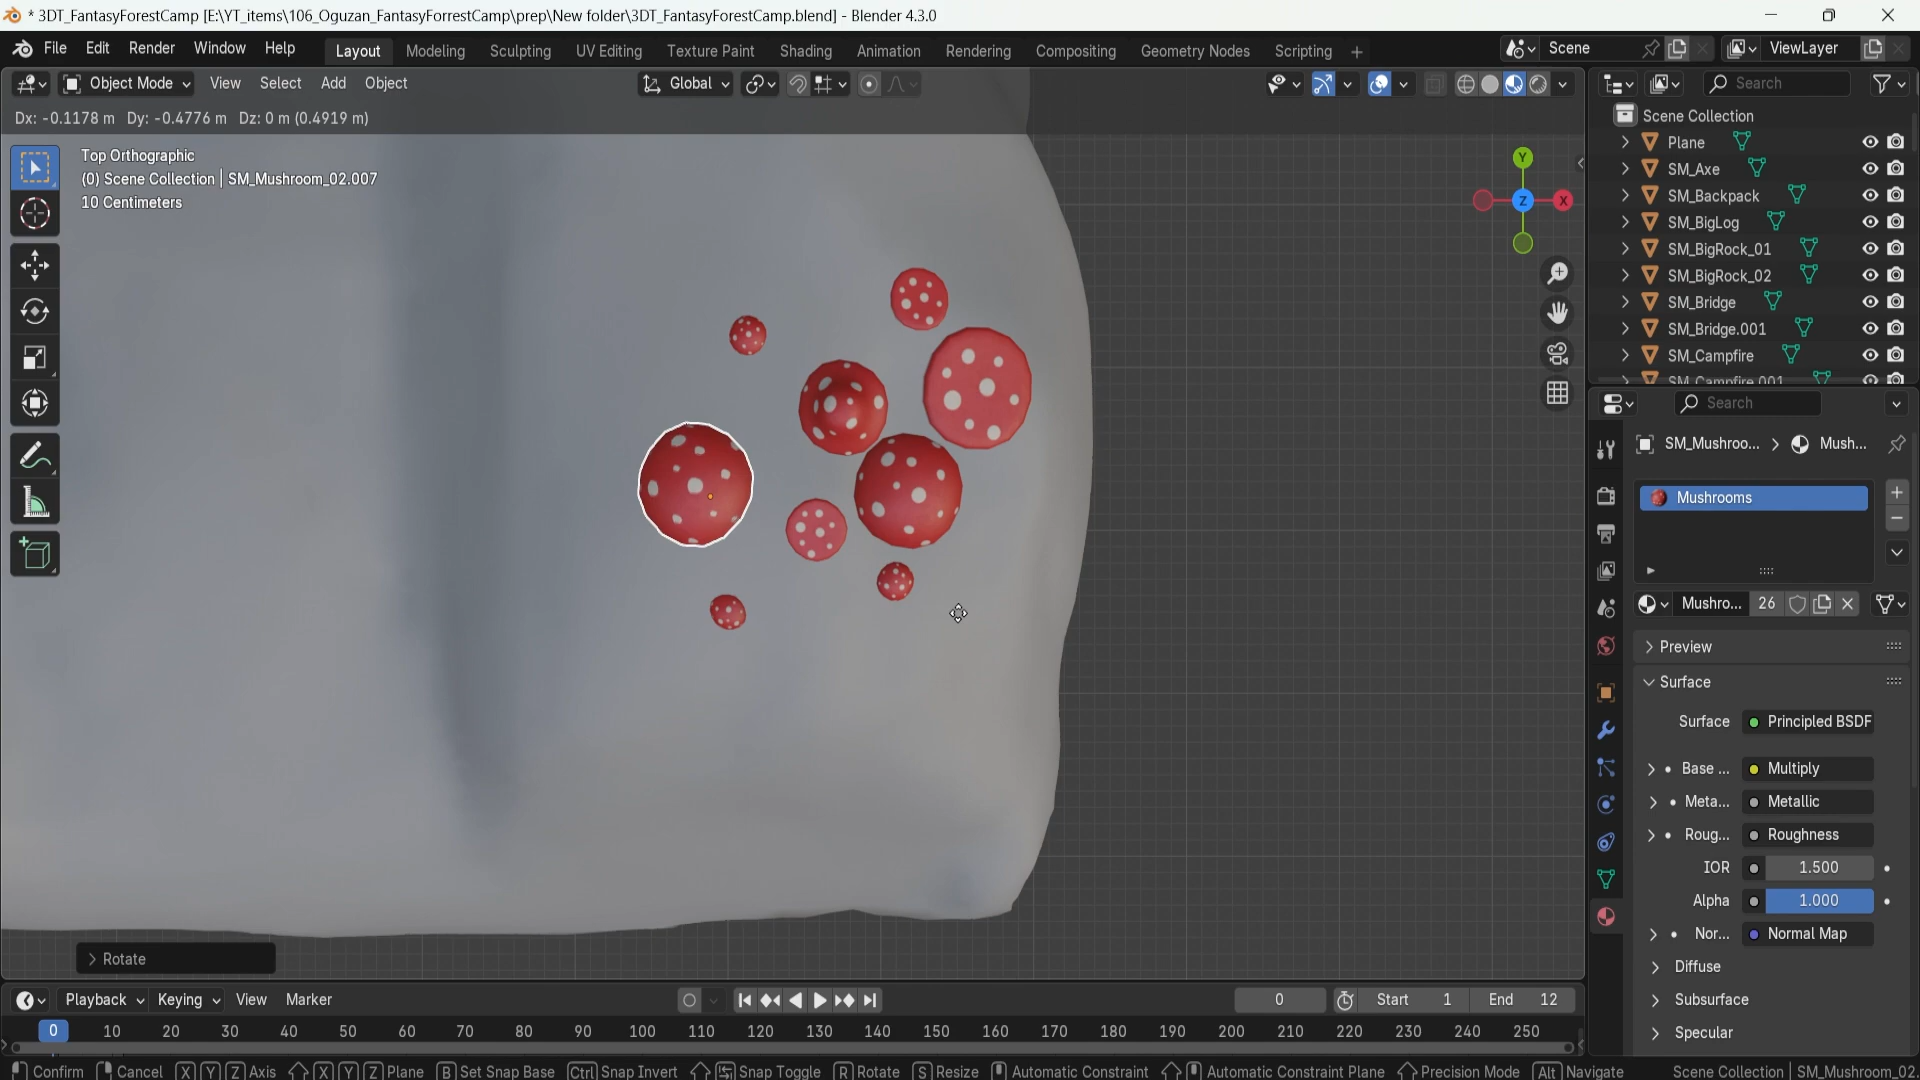 * 3DT_FantasyForestCamp [E:\YT_items\106_Oguzan_FantasyForrestCamp\prep\New folder\3DT_FantasyForestCamp.blend] - Blender 4.3.0
File Edit Render Window Help Layout Modeling Sculpting UV Editing Texture Paint Shading Animation Rendering Compositing Geometry Nodes Scripting + Scene ViewLayer
Object Mode View Select Add Object Global Search
Dx: -0.1178 m Dy: -0.4776 m Dz: 0 m (0.4919 m)
Top Orthographic
(0) Scene Collection | SM_Mushroom_02.007
10 Centimeters
Y
Z X
Scene Collection
Plane
SM_Axe
SM_Backpack
SM_BigLog
SM_BigRock_01
SM_BigRock_02
SM_Bridge
SM_Bridge.001
SM_Campfire
SM_Campfire.001
Search
SM_Mushroo... > Mush...
Mushrooms
Mushro... 26
Preview
Surface
Surface Principled BSDF
Base ... Multiply
Meta... Metallic
Roug... Roughness
IOR 1.500
Alpha 1.000
Nor... Normal Map
Diffuse
Subsurface
Specular
> Rotate
Playback Keying View Marker 0 Start 1 End 12
0 10 20 30 40 50 60 70 80 90 100 110 120 130 140 150 160 170 180 190 200 210 220 230 240 250
Confirm Cancel X Y Z Axis X Y Z Plane B Set Snap Base Ctrl Snap Invert Snap Toggle R Rotate S Resize Automatic Constraint Automatic Constraint Plane Precision Mode Alt Navigate Scene Collection | SM_Mushroom_02.